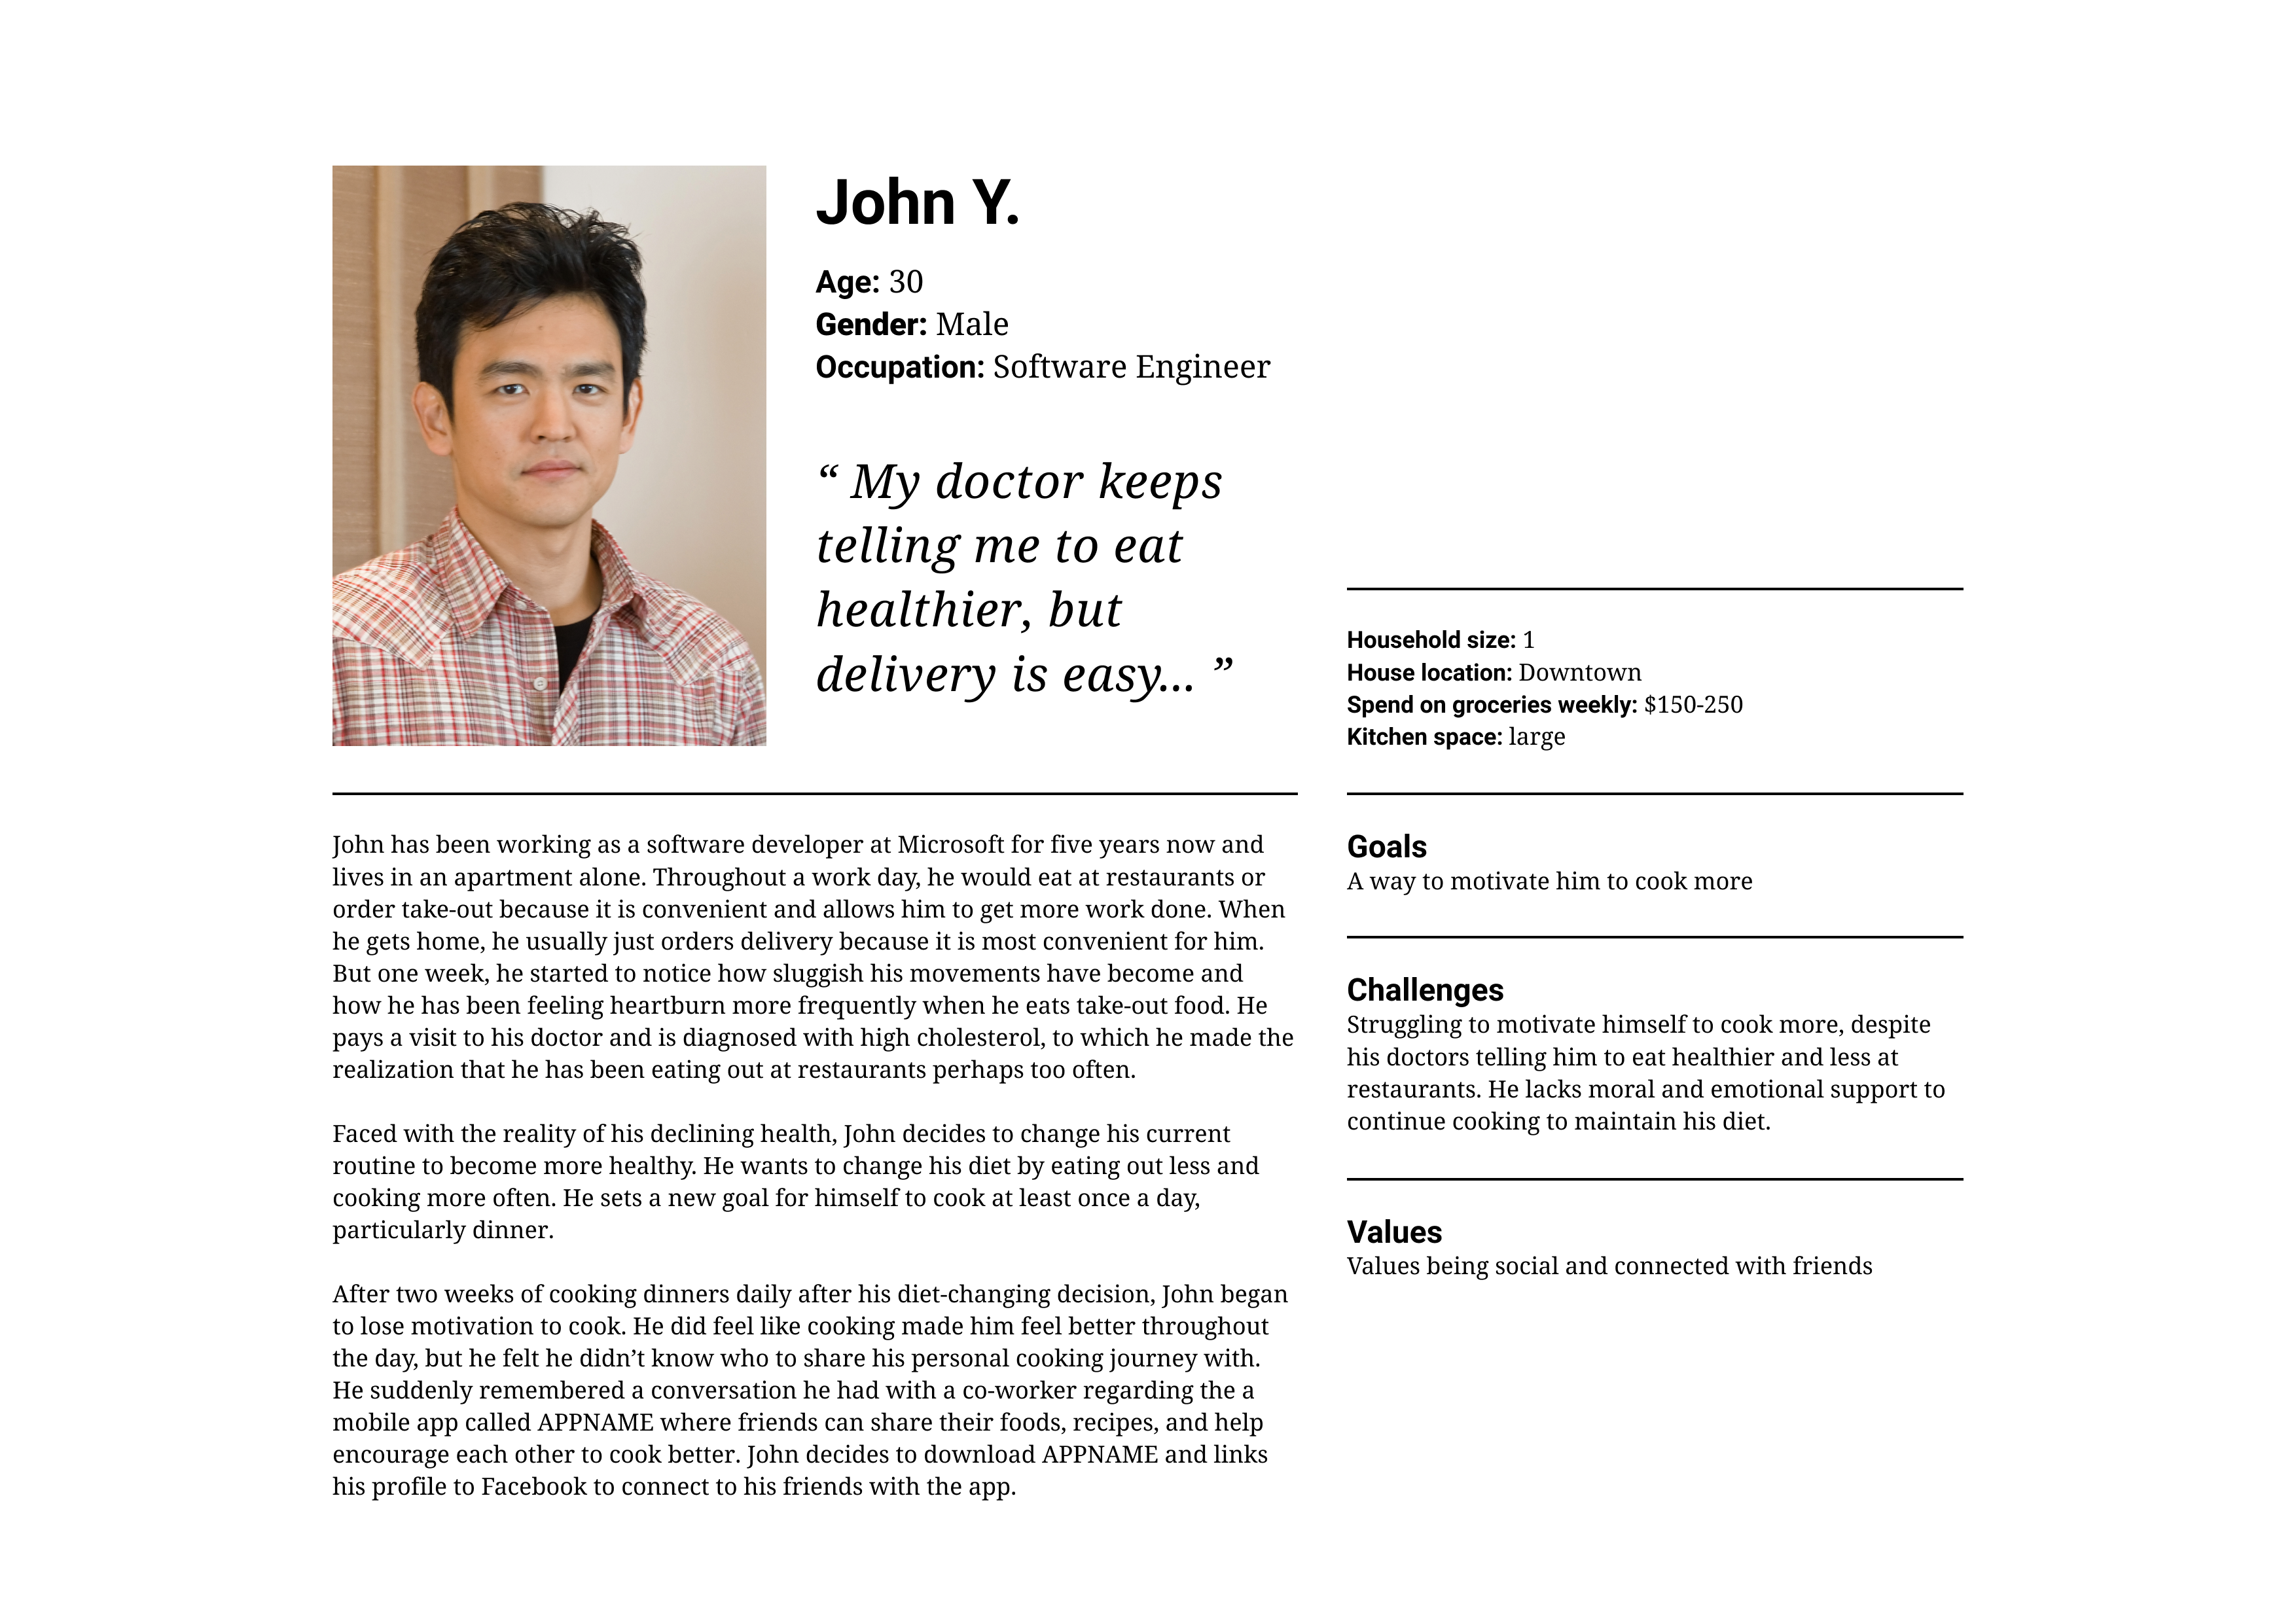 John Y.
Age: 30
Gender: Male
Occupation: Software Engineer
“ My doctor keeps
telling me to eat
healthier, but
delivery is easy... ”
Household size: 1
House location: Downtown
Spend on groceries weekly: $150-250
Kitchen space: large
John has been working as a software developer at Microsoft for five years now and
lives in an apartment alone. Throughout a work day, he would eat at restaurants or
order take-out because it is convenient and allows him to get more work done. When
he gets home, he usually just orders delivery because it is most convenient for him.
But one week, he started to notice how sluggish his movements have become and
how he has been feeling heartburn more frequently when he eats take-out food. He
pays a visit to his doctor and is diagnosed with high cholesterol, to which he made the
realization that he has been eating out at restaurants perhaps too often.
Faced with the reality of his declining health, John decides to change his current
routine to become more healthy. He wants to change his diet by eating out less and
cooking more often. He sets a new goal for himself to cook at least once a day,
particularly dinner.
After two weeks of cooking dinners daily after his diet-changing decision, John began
to lose motivation to cook. He did feel like cooking made him feel better throughout
the day, but he felt he didn’t know who to share his personal cooking journey with.
He suddenly remembered a conversation he had with a co-worker regarding the a
mobile app called APPNAME where friends can share their foods, recipes, and help
encourage each other to cook better. John decides to download APPNAME and links
his profile to Facebook to connect to his friends with the app.
Goals
A way to motivate him to cook more
Challenges
Struggling to motivate himself to cook more, despite
his doctors telling him to eat healthier and less at
restaurants. He lacks moral and emotional support to
continue cooking to maintain his diet.
Values
Values being social and connected with friends